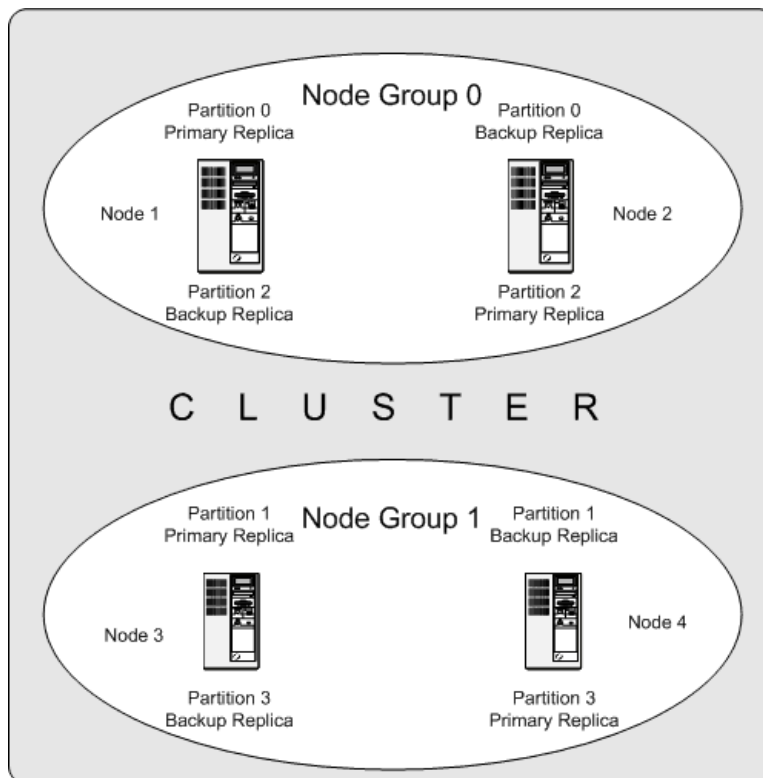 Node Group 0
Partition 0
Primary Replica
Partition 0
Backup Replica
Node 1
Node 2
Partition 2
Backup Replica
Partition 2
Primary Replica
C L U S T E R
Node Group 1
Partition 1
Primary Replica
Partition 1
Backup Replica
Node 3
Node 4
Partition 3
Backup Replica
Partition 3
Primary Replica